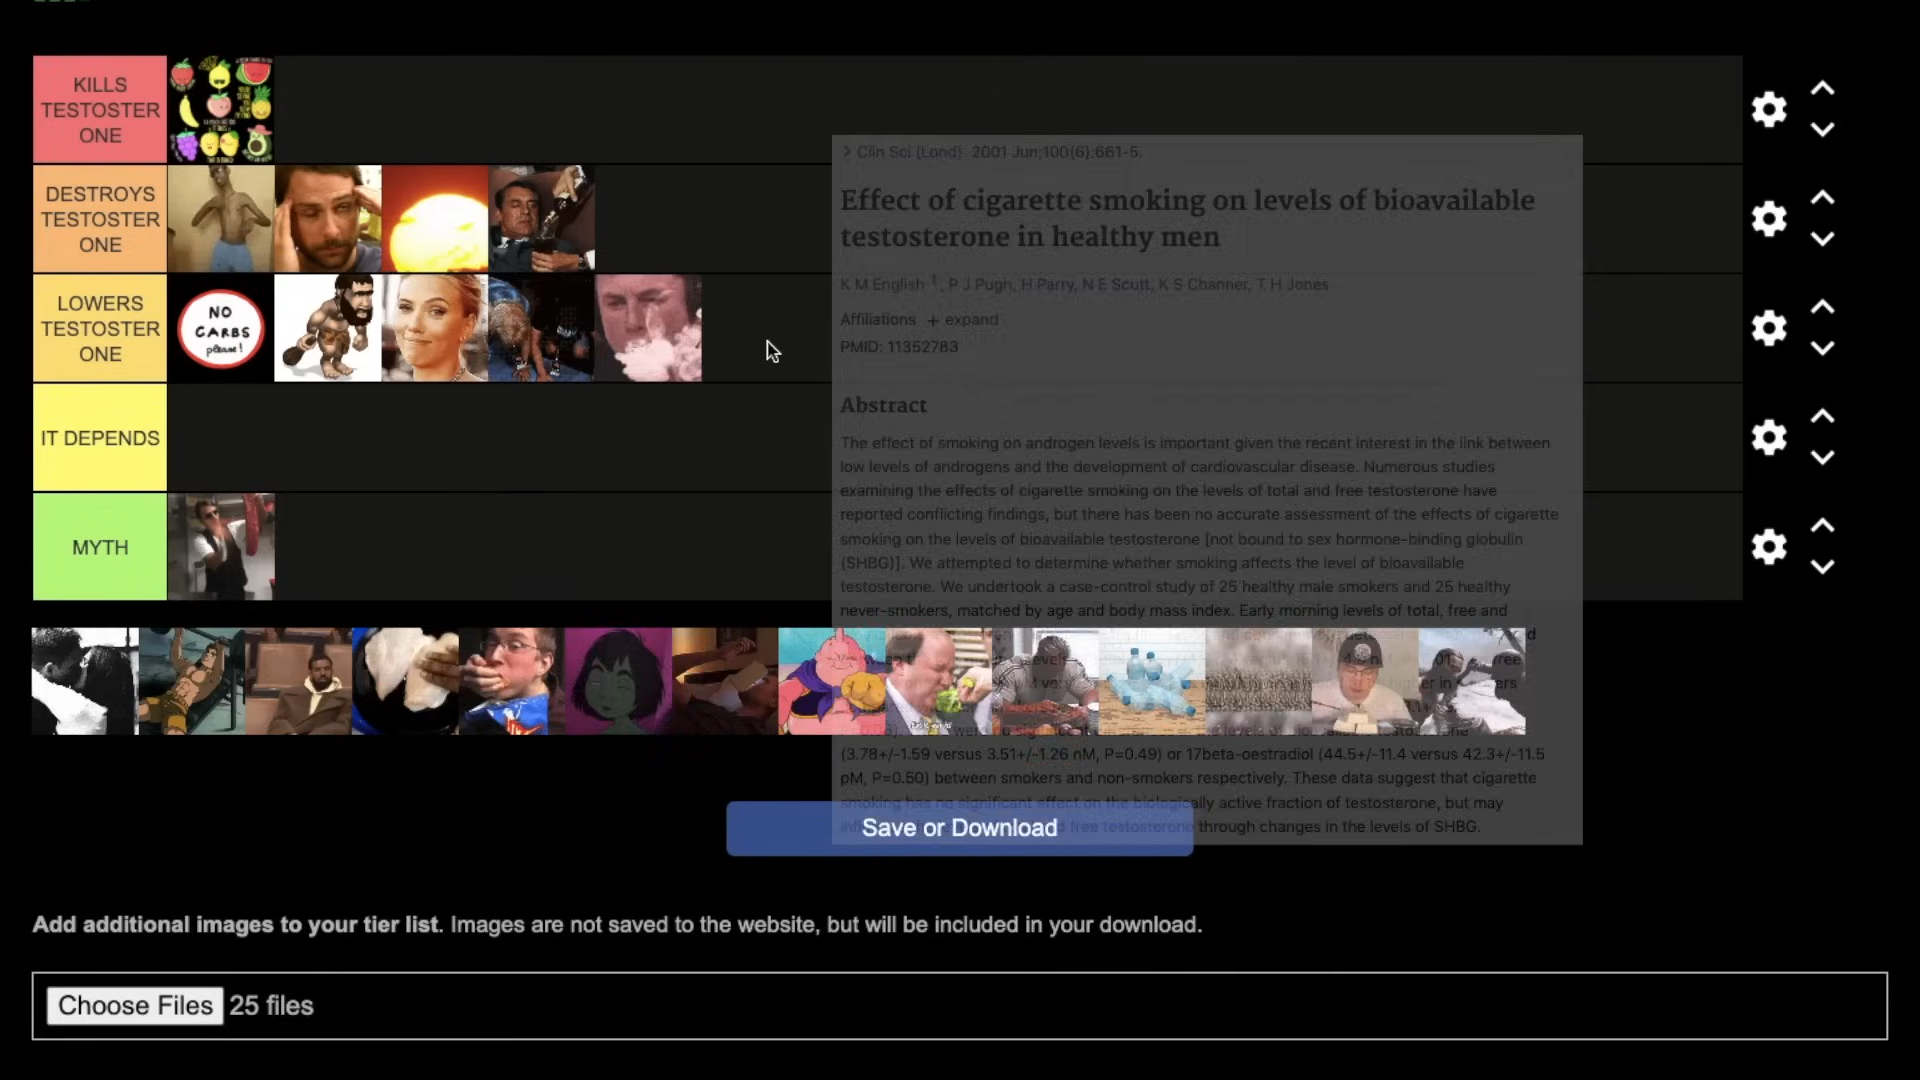 KILLS
TESTOSTER
ONE
DESTROYS
TESTOSTER
ONE
LOWERS
TESTOSTER
ONE
NO
CARBS
please!
IT DEPENDS
MYTH
> Clin Sci (Lond). 2001 Jun;100(6):661-5.
Effect of cigarette smoking on levels of bioavailable
testosterone in healthy men
K M English 1, P J Pugh, H Parry, N E Scutt, K S Channer, T H Jones
Affiliations + expand
PMID: 11352783
Abstract
The effect of smoking on androgen levels is important given the recent interest in the link between
low levels of androgens and the development of cardiovascular disease. Numerous studies
examining the effects of cigarette smoking on the levels of total and free testosterone have
reported conflicting findings, but there has been no accurate assessment of the effects of cigarette
smoking on the levels of bioavailable testosterone [not bound to sex hormone-binding globulin
(SHBG)]. We attempted to determine whether smoking affects the level of bioavailable
testosterone. We undertook a case-control study of 25 healthy male smokers and 25 healthy
never-smokers, matched by age and body mass index. Early morning levels of total, free and
(3.78+/-1.59 versus 3.51+/-1.26 nM, P=0.49) or 17beta-oestradiol (44.5+/-11.4 versus 42.3+/-11.5
pM, P=0.50) between smokers and non-smokers respectively. These data suggest that cigarette
smoking has no significant effect on the biologically active fraction of testosterone, but may
free testosterone through changes in the levels of SHBG.
Save or Download
Add additional images to your tier list. Images are not saved to the website, but will be included in your download.
Choose Files 25 files